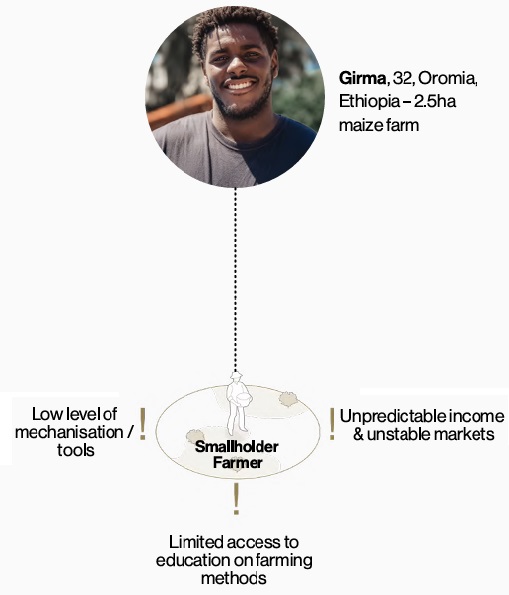 Girma, 32, Oromia,
Ethiopia – 2.5ha
maize farm
Low level of
mechanisation /
tools
!
!
Unpredictable income
& unstable markets
Smallholder
Farmer
!
Limited access to
education on farming
methods